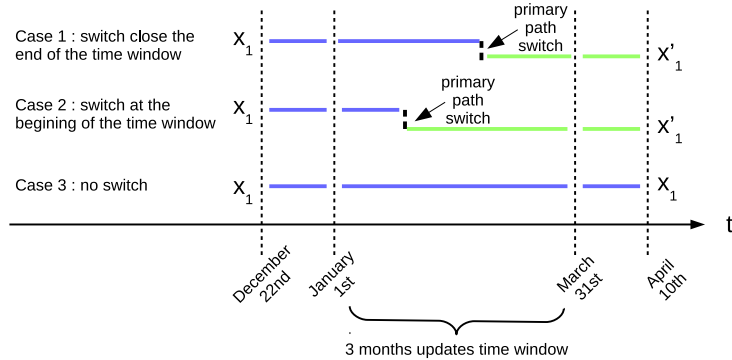 Case 1 : switch close the
end of the time window
X1
primary
path
switch
X'1
Case 2 : switch at the
begining of the time window
X1
primary
path
switch
X'1
Case 3 : no switch
X1
X1
t
December
22nd
January
1st
March
31st
April
10th
3 months updates time window